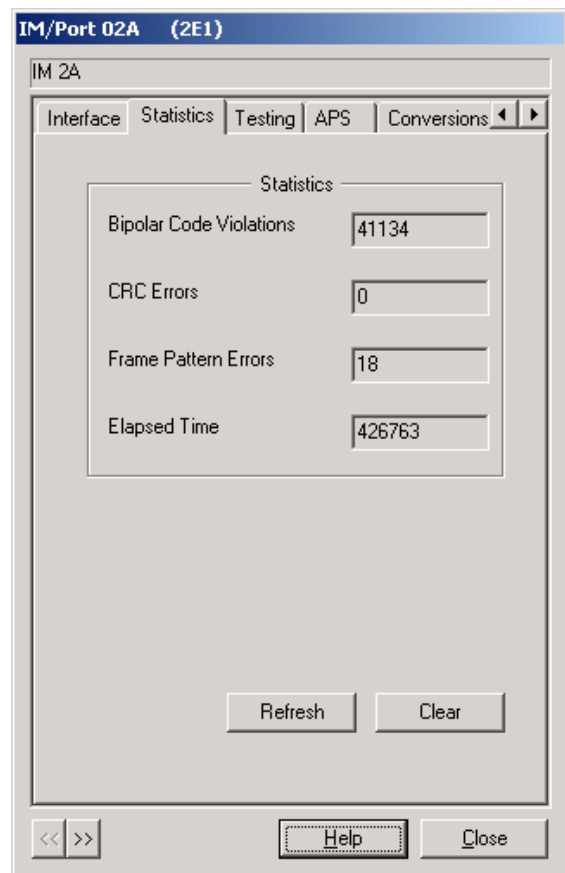 IM/Port 02A (2E1)
IM 2A
Interface Statistics Testing APS Conversions
Statistics
Bipolar Code Violations 41134
CRC Errors 0
Frame Pattern Errors 18
Elapsed Time 426763
Refresh Clear
<< >> Help Close